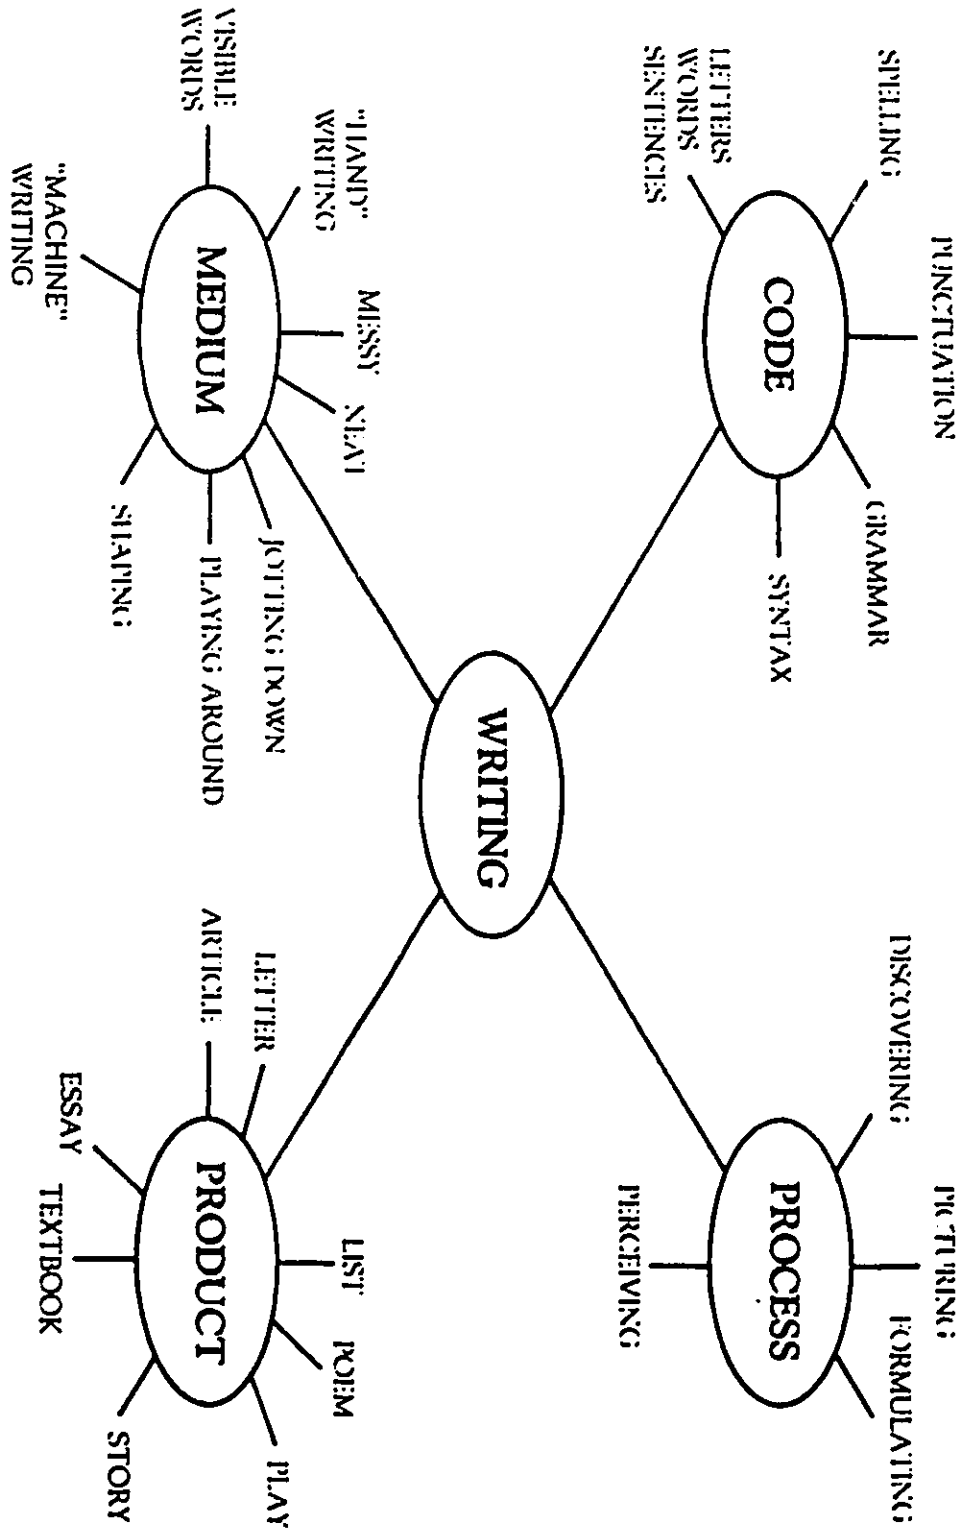 PUNCTUATION
SPELLING
GRAMMAR
CODE
SYNTAX
LETTERS
WORDS
SENTENCES
PICTURING
DISCOVERING
FORMULATING
PROCESS
PERCEIVING
WRITING
"HAND"
WRITING
MESSY
NEAT
JOTTING DOWN
VISIBLE
WORDS
MEDIUM
PLAYING AROUND
SHAPING
"MACHINE"
WRITING
LIST
POEM
LETTER
PLAY
ARTICLE
PRODUCT
ESSAY
STORY
TEXTBOOK